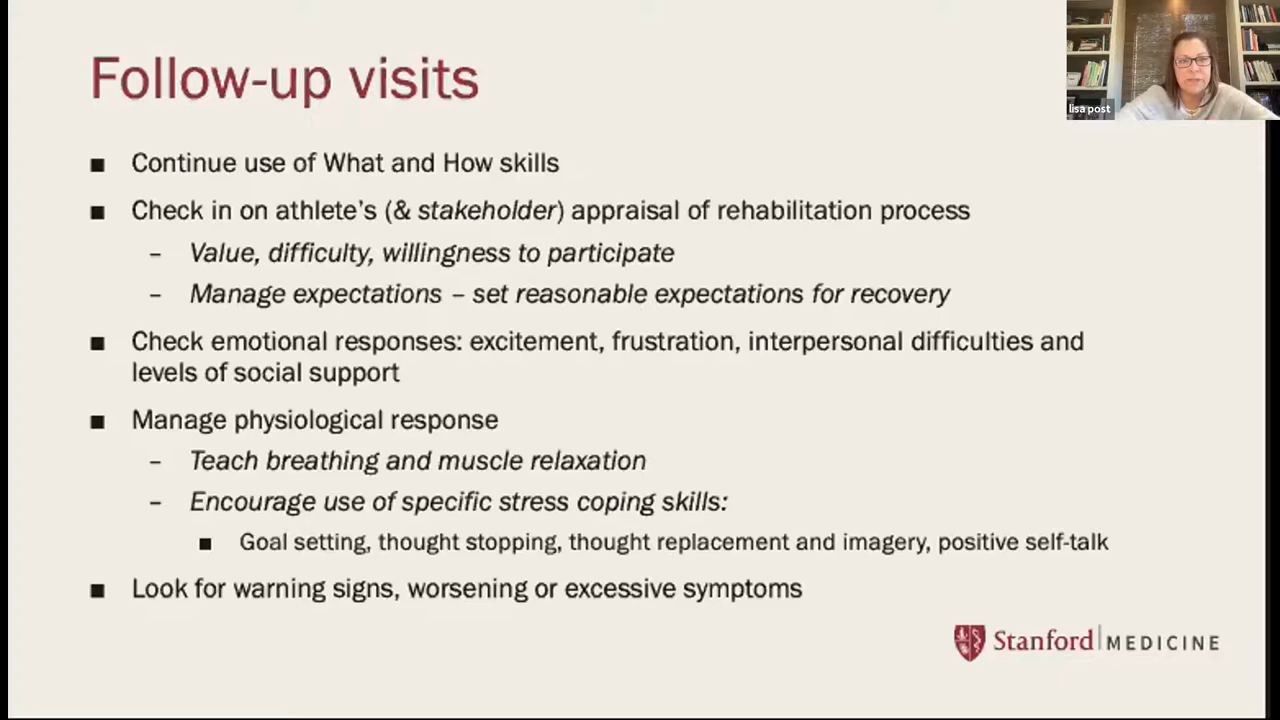 Follow-up visits
lisa post
■ Continue use of What and How skills
■ Check in on athlete's (& stakeholder) appraisal of rehabilitation process
– Value, difficulty, willingness to participate
– Manage expectations – set reasonable expectations for recovery
■ Check emotional responses: excitement, frustration, interpersonal difficulties and
levels of social support
■ Manage physiological response
– Teach breathing and muscle relaxation
– Encourage use of specific stress coping skills:
■ Goal setting, thought stopping, thought replacement and imagery, positive self-talk
■ Look for warning signs, worsening or excessive symptoms
Stanford | MEDICINE